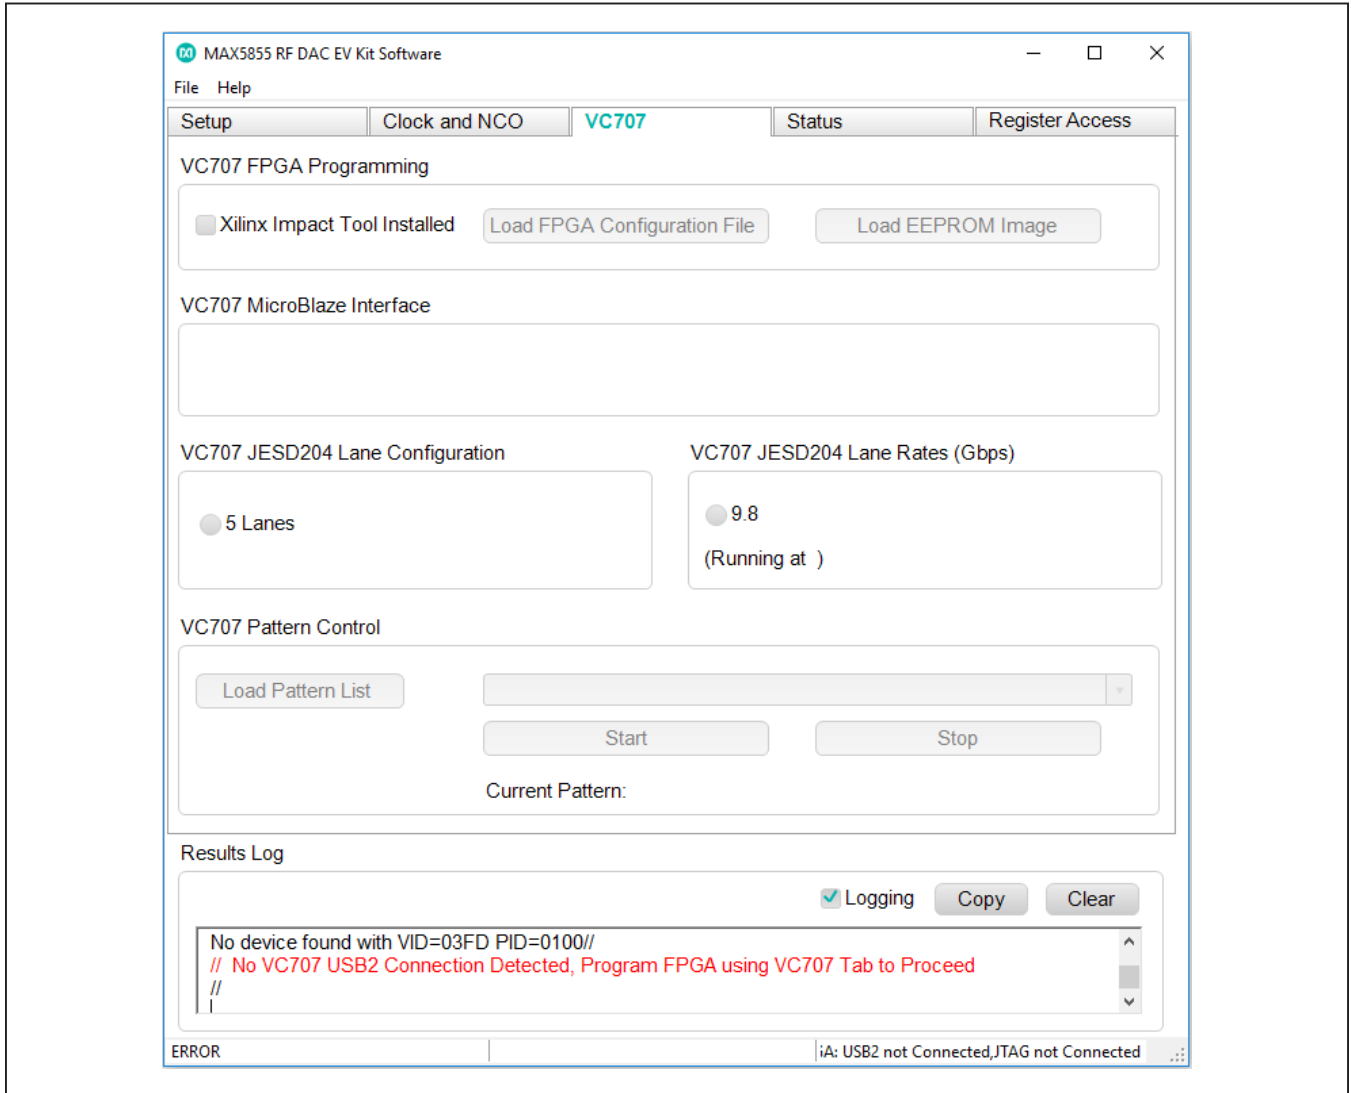 MAX5855 RF DAC EV Kit Software
File Help
Setup Clock and NCO VC707 Status Register Access
VC707 FPGA Programming
Xilinx Impact Tool Installed Load FPGA Configuration File Load EEPROM Image
VC707 MicroBlaze Interface
VC707 JESD204 Lane Configuration VC707 JESD204 Lane Rates (Gbps)
5 Lanes 9.8
(Running at )
VC707 Pattern Control
Load Pattern List
Start Stop
Current Pattern:
Results Log
Logging Copy Clear
No device found with VID=03FD PID=0100//
// No VC707 USB2 Connection Detected, Program FPGA using VC707 Tab to Proceed
//
ERROR iA: USB2 not Connected,JTAG not Connected